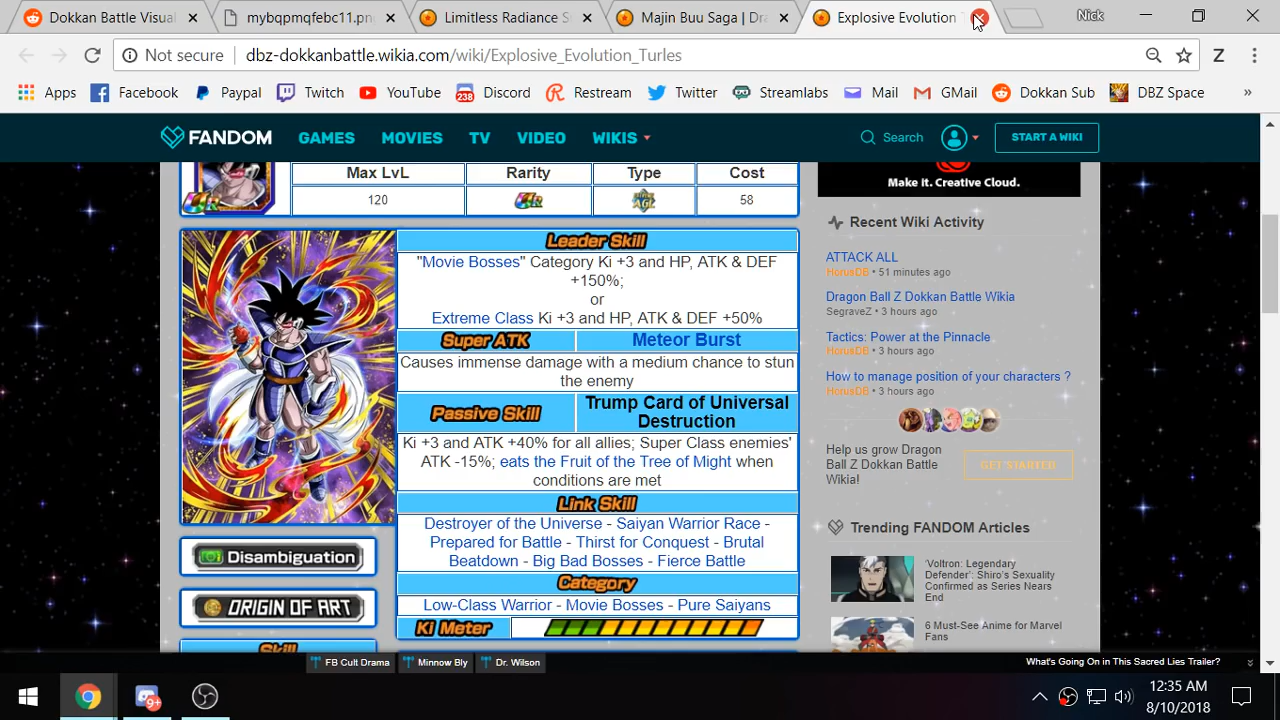 Dokkan Battle Visual
mybqpmqfebc11.pn
Limitless Radiance S
Majin Buu Saga | Dra
Explosive Evolution T
Nick
Not secure
dbz-dokkanbattle.wikia.com/wiki/Explosive_Evolution_Turles
Z
Apps
Facebook
Paypal
Twitch
YouTube
238
Discord
Restream
Twitter
Streamlabs
Mail
GMail
Dokkan Sub
DBZ Space
»
FANDOM
GAMES
MOVIES
TV
VIDEO
WIKIS
Search
START A WIKI
Max LvL
Rarity
Type
Cost
120
UR
58
UR
Make it. Creative Cloud.
Leader Skill
"Movie Bosses" Category Ki +3 and HP, ATK & DEF
+150%;
or
Extreme Class Ki +3 and HP, ATK & DEF +50%
Super ATK
Meteor Burst
Causes immense damage with a medium chance to stun
the enemy
Passive Skill
Trump Card of Universal
Destruction
Ki +3 and ATK +40% for all allies; Super Class enemies'
ATK -15%; eats the Fruit of the Tree of Might when
conditions are met
Link Skill
Destroyer of the Universe - Saiyan Warrior Race -
Prepared for Battle - Thirst for Conquest - Brutal
Beatdown - Big Bad Bosses - Fierce Battle
Category
Low-Class Warrior - Movie Bosses - Pure Saiyans
Ki Meter
Disambiguation
ORIGIN OF ART
Skill
Recent Wiki Activity
ATTACK ALL
HorusDB • 51 minutes ago
Dragon Ball Z Dokkan Battle Wikia
SegraveZ • 3 hours ago
Tactics: Power at the Pinnacle
HorusDB • 3 hours ago
How to manage position of your characters ?
HorusDB • 3 hours ago
Help us grow Dragon
Ball Z Dokkan Battle
Wikia!
GET STARTED
Trending FANDOM Articles
'Voltron: Legendary
Defender': Shiro's Sexuality
Confirmed as Series Nears
End
6 Must-See Anime for Marvel
Fans
FB Cult Drama
Minnow Bly
Dr. Wilson
What's Going On in This Sacred Lies Trailer?
9+
12:35 AM
8/10/2018